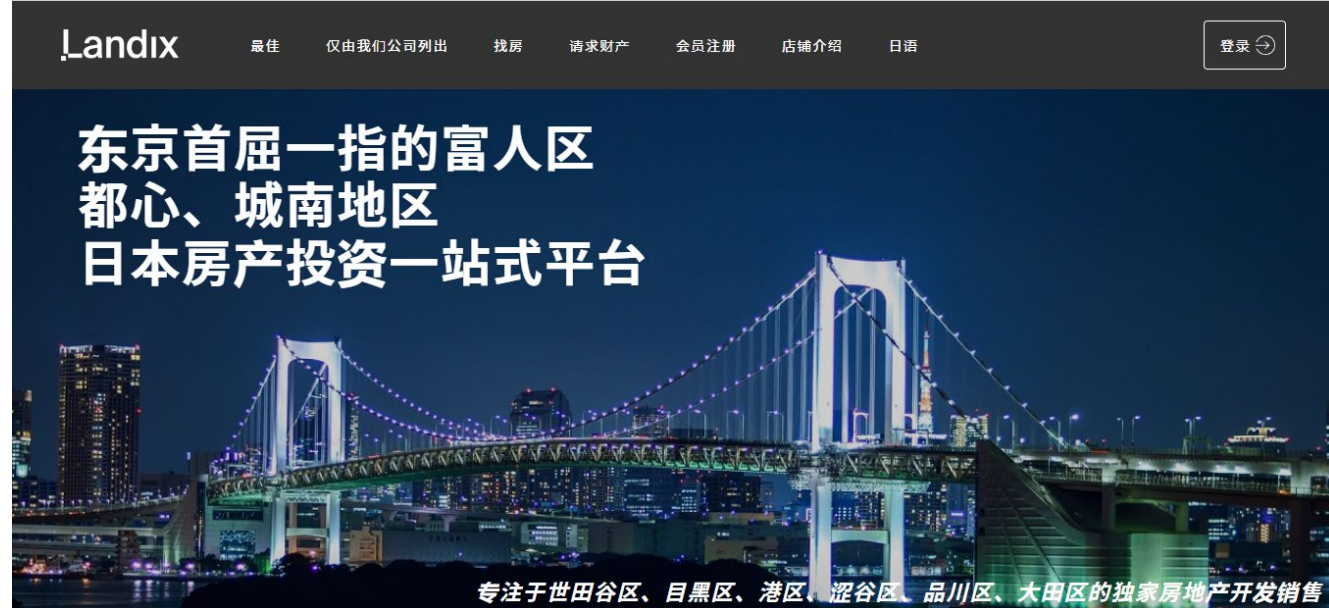 Landix
最佳
仅由我们公司列出
找房
请求财产
会员注册
店铺介绍
日语
登录
东京首屈一指的富人区
都心、城南地区
日本房产投资一站式平台
专注于世田谷区、目黑区、港区、涩谷区、品川区、大田区的独家房地产开发销售